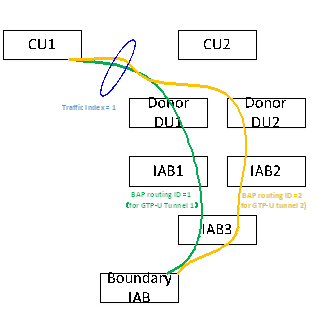 CU1
CU2
Traffic Index= 1
Donor
DU1
Donor
DU2
IAB1
IAB2
BAP routing ID =1
(for GTP-U Tunnel 1)
BAP routing ID =2
(for GTP-U tunnel 2)
IAB3
Boundary
IAB